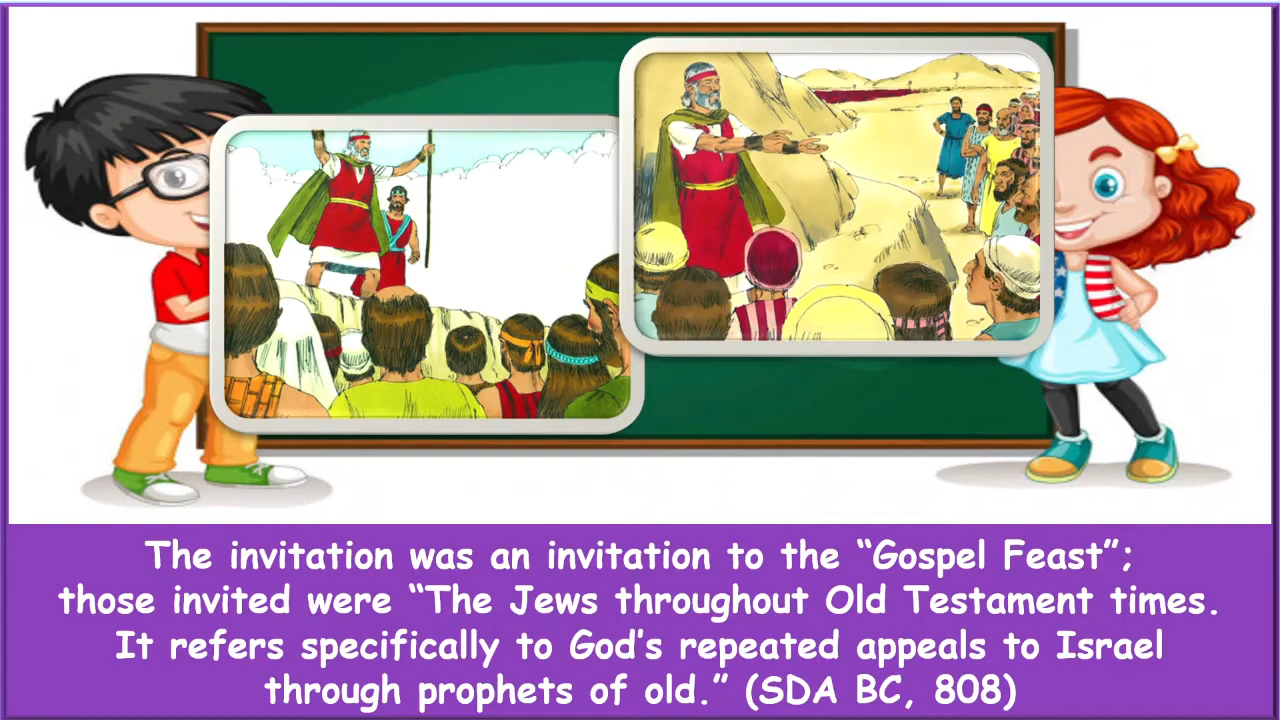 The invitation was an invitation to the “Gospel Feast”;
those invited were “The Jews throughout Old Testament times.
It refers specifically to God’s repeated appeals to Israel
through prophets of old.” (SDA BC, 808)